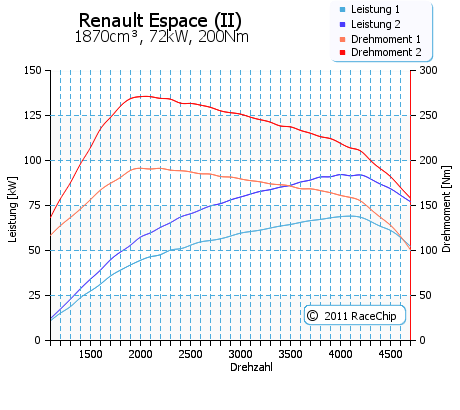 Renault Espace (II)
1870cm³, 72kW, 200Nm
Leistung 1
Leistung 2
Drehmoment 1
Drehmoment 2
150
125
100
75
50
25
0
Leistung [kW]
300
250
200
150
100
50
0
Drehmoment [Nm]
1500 2000 2500 3000 3500 4000 4500
Drehzahl
© 2011 RaceChip